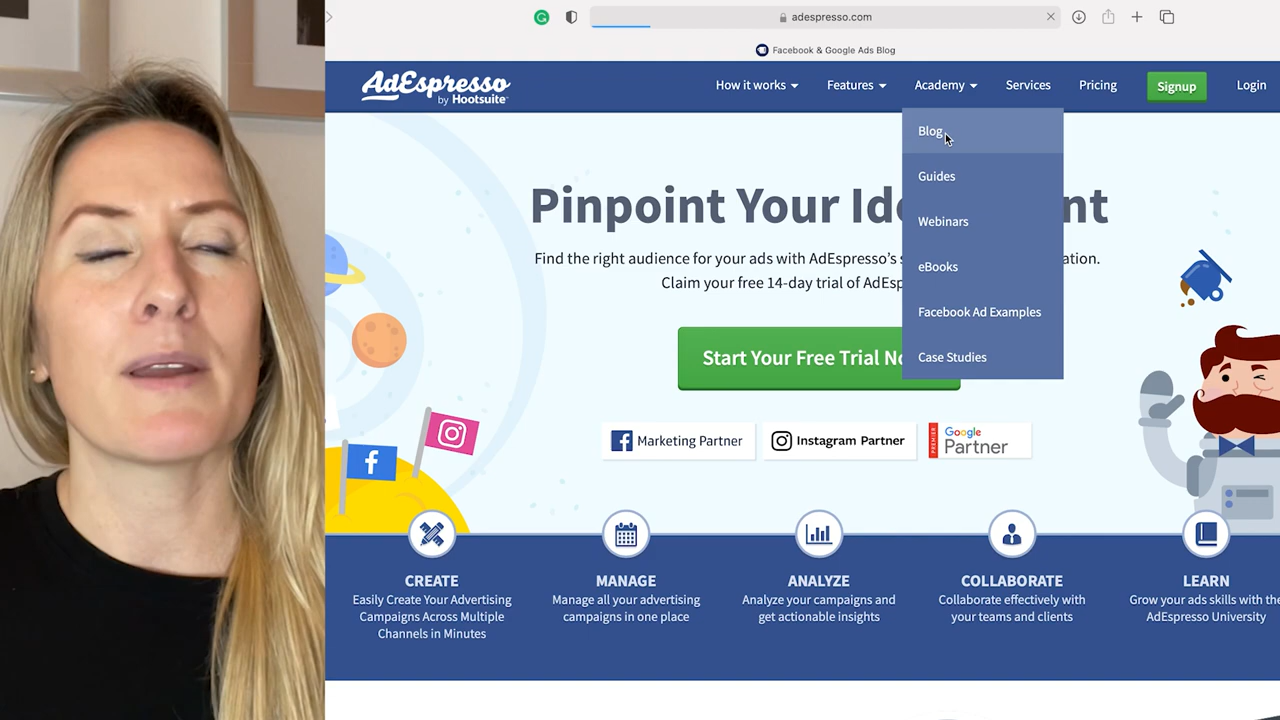 adespresso.com
Facebook & Google Ads Blog
AdEspresso
by Hootsuite
How it works
Features
Academy
Services
Pricing
Signup
Login
Blog
Guides
Webinars
eBooks
Facebook Ad Examples
Case Studies
Pinpoint Your Ide nt
Find the right audience for your ads with AdEspresso's s ation.
Claim your free 14-day trial of AdEsp
Start Your Free Trial No
Marketing Partner
Instagram Partner
PREMIER
Google
Partner
CREATE
Easily Create Your Advertising
Campaigns Across Multiple
Channels in Minutes
MANAGE
Manage all your advertising
campaigns in one place
ANALYZE
Analyze your campaigns and
get actionable insights
COLLABORATE
Collaborate effectively with
your teams and clients
LEARN
Grow your ads skills with the
AdEspresso University